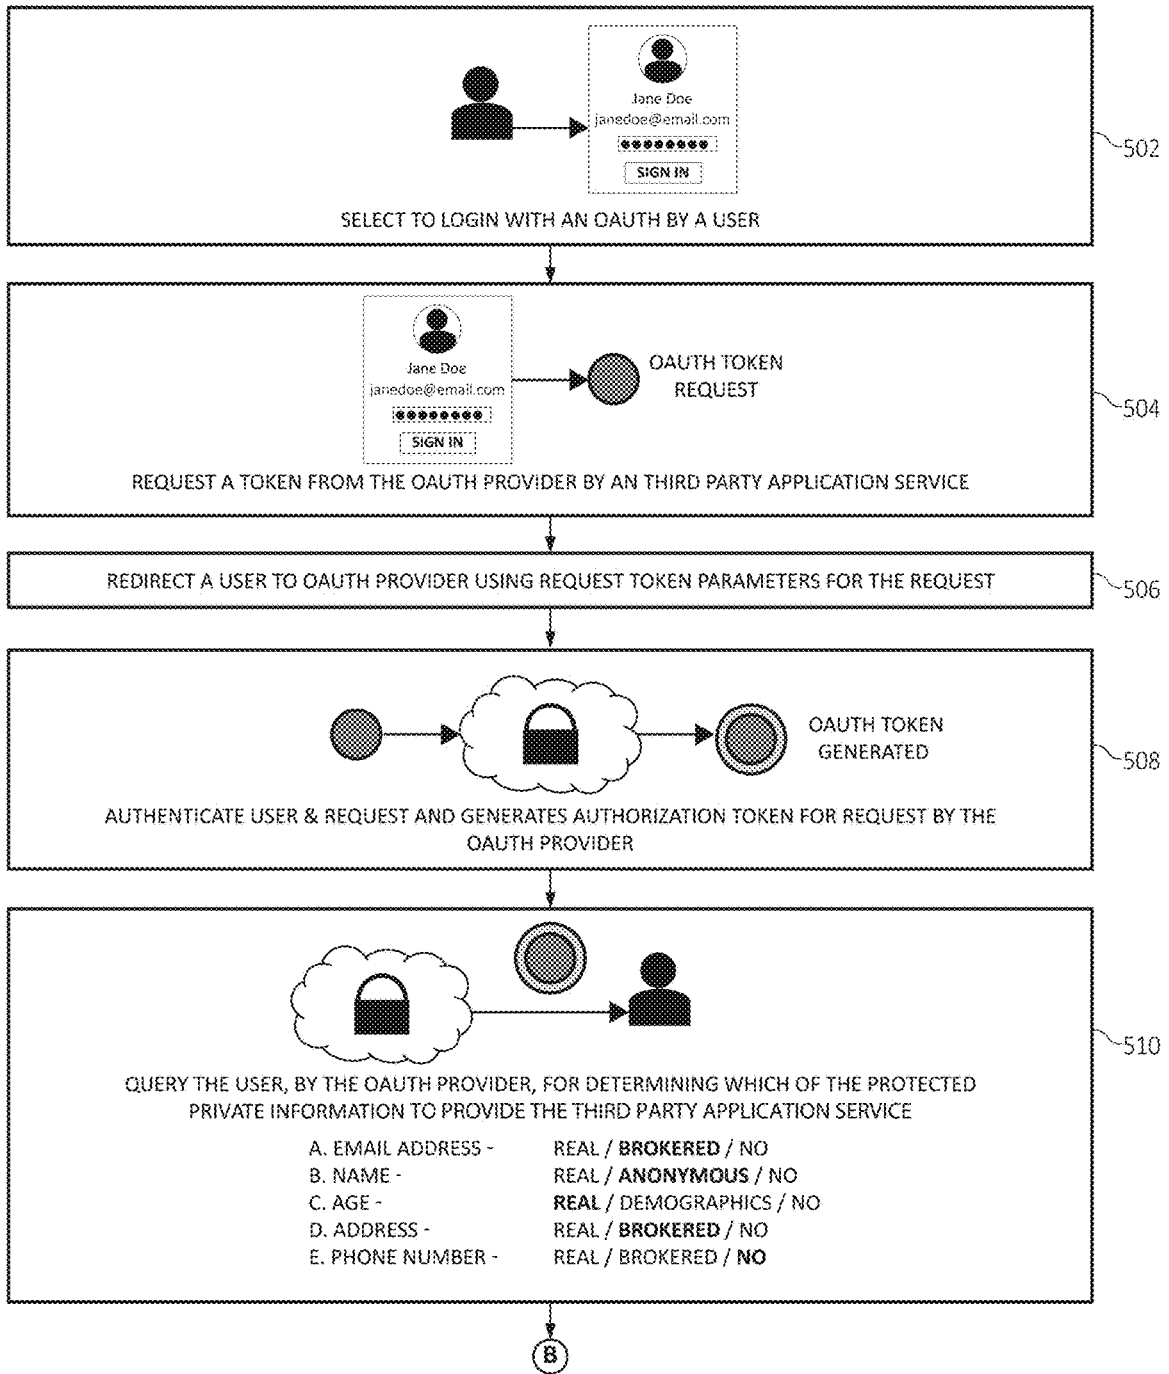 Jane Doe
janedoe@email.com
SIGN IN
SELECT TO LOGIN WITH AN OAUTH BY A USER
502
Jane Doe
janedoe@email.com
SIGN IN
OAUTH TOKEN
REQUEST
REQUEST A TOKEN FROM THE OAUTH PROVIDER BY AN THIRD PARTY APPLICATION SERVICE
504
REDIRECT A USER TO OAUTH PROVIDER USING REQUEST TOKEN PARAMETERS FOR THE REQUEST
506
OAUTH TOKEN
GENERATED
AUTHENTICATE USER & REQUEST AND GENERATES AUTHORIZATION TOKEN FOR REQUEST BY THE
OAUTH PROVIDER
508
QUERY THE USER, BY THE OAUTH PROVIDER, FOR DETERMINING WHICH OF THE PROTECTED
PRIVATE INFORMATION TO PROVIDE THE THIRD PARTY APPLICATION SERVICE
A. EMAIL ADDRESS - REAL / BROKERED / NO
B. NAME - REAL / ANONYMOUS / NO
C. AGE - REAL / DEMOGRAPHICS / NO
D. ADDRESS - REAL / BROKERED / NO
E. PHONE NUMBER - REAL / BROKERED / NO
510
B